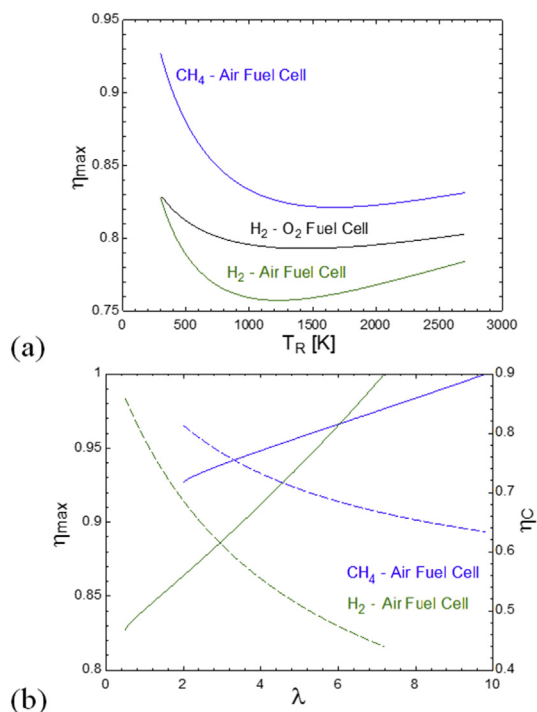 0.95
0.9
0.85
0.8
0.75
ηmax
CH4 - Air Fuel Cell
H2 - O2 Fuel Cell
H2 - Air Fuel Cell
0 500 1000 1500 2000 2500 3000
TR [K]
(a)
1
0.95
0.9
0.85
0.8
ηmax
0.9
0.8
0.7
0.6
0.5
0.4
ηC
CH4 - Air Fuel Cell
H2 - Air Fuel Cell
0 2 4 6 8 10
λ
(b)